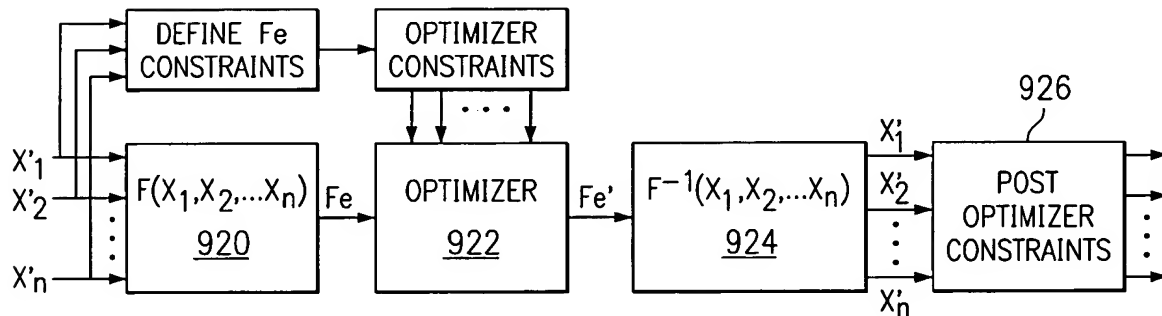 DEFINE Fe
CONSTRAINTS
OPTIMIZER
CONSTRAINTS
926
X'1
X'2
X'n
F(X1,X2,...Xn)
920
Fe
OPTIMIZER
922
Fe'
F-1(X1,X2,...Xn)
924
X'1
X'2
X'n
POST
OPTIMIZER
CONSTRAINTS